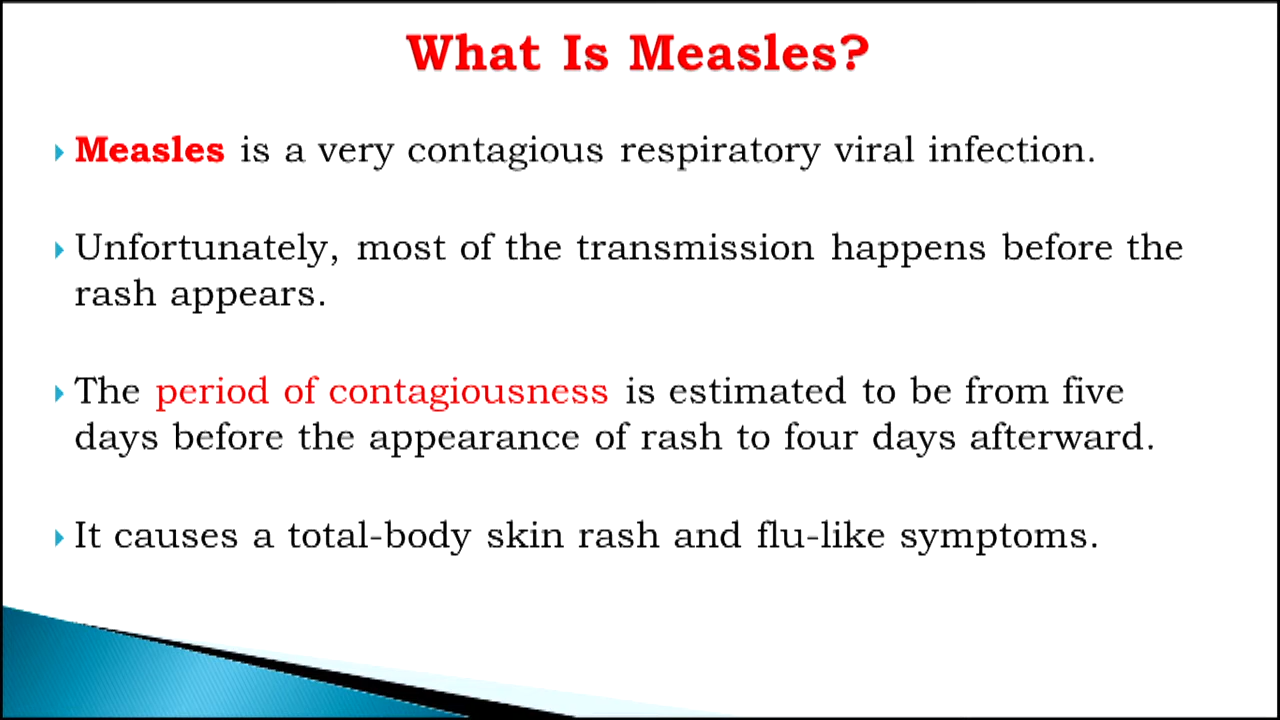 What Is Measles?
Measles is a very contagious respiratory viral infection.
Unfortunately, most of the transmission happens before the
rash appears.
The period of contagiousness is estimated to be from five
days before the appearance of rash to four days afterward.
It causes a total-body skin rash and flu-like symptoms.